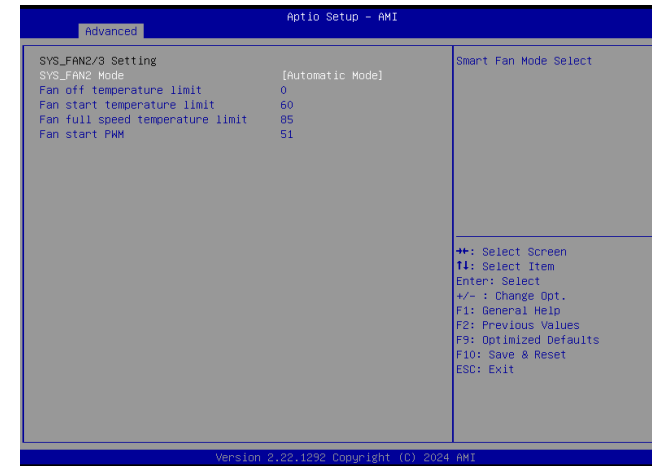 Aptio Setup - AMI
Advanced
SYS_FAN2/3 Setting
SYS_FAN2 Mode [Automatic Mode]
Fan off temperature limit 0
Fan start temperature limit 60
Fan full speed temperature limit 85
Fan start PWM 51
Smart Fan Mode Select
→←: Select Screen
↑↓: Select Item
Enter: Select
+/- : Change Opt.
F1: General Help
F2: Previous Values
F9: Optimized Defaults
F10: Save & Reset
ESC: Exit
Version 2.22.1292 Copyright (C) 2024 AMI